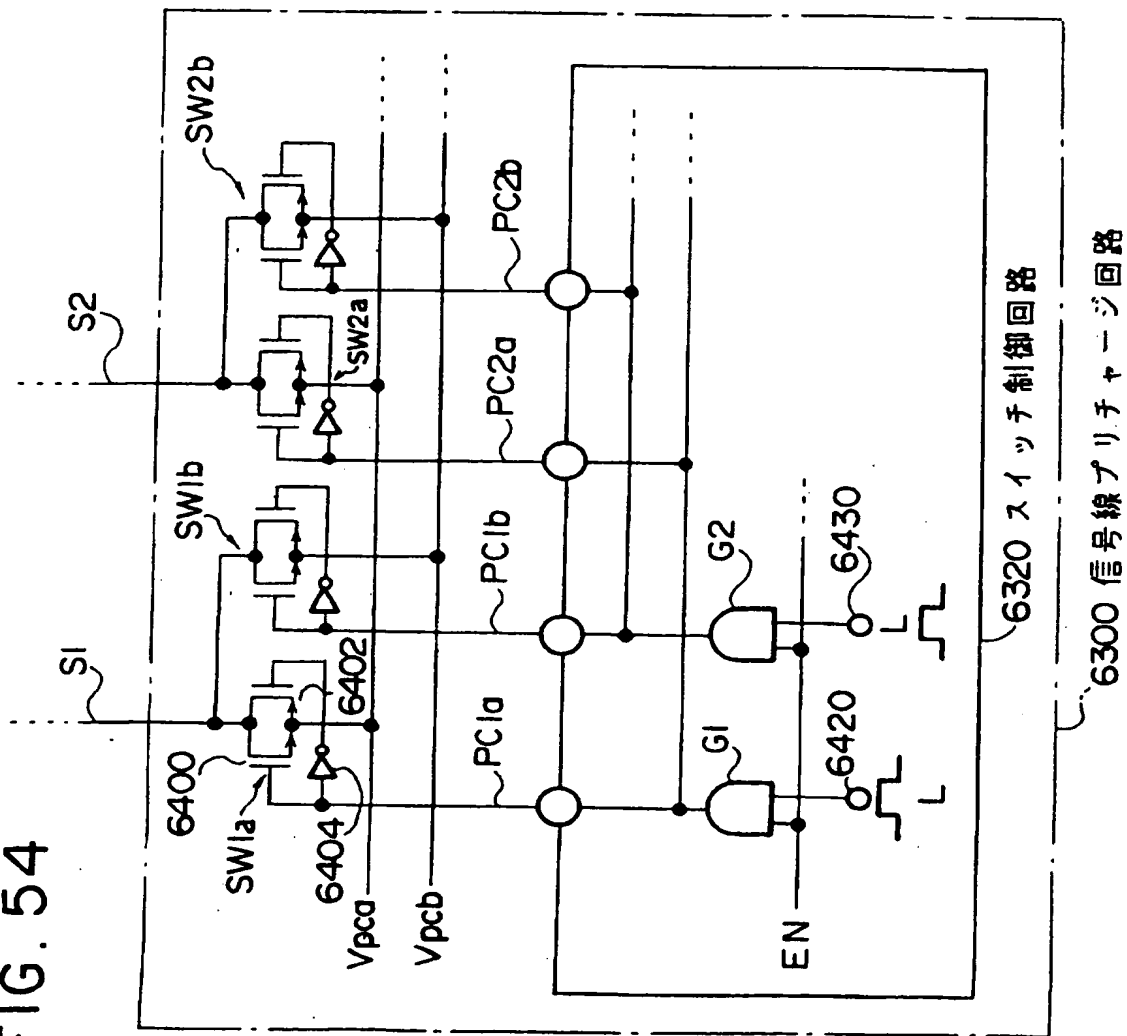 FIG. 54
S1
S2
6400
SW1a
6402
6404
SW1b
SW2a
SW2b
Vpca
Vpcb
PC1a
PC1b
PC2a
PC2b
G1
G2
6420
6430
L
L
EN
6320 スイッチ制御回路
6300 信号線プリチャージ回路